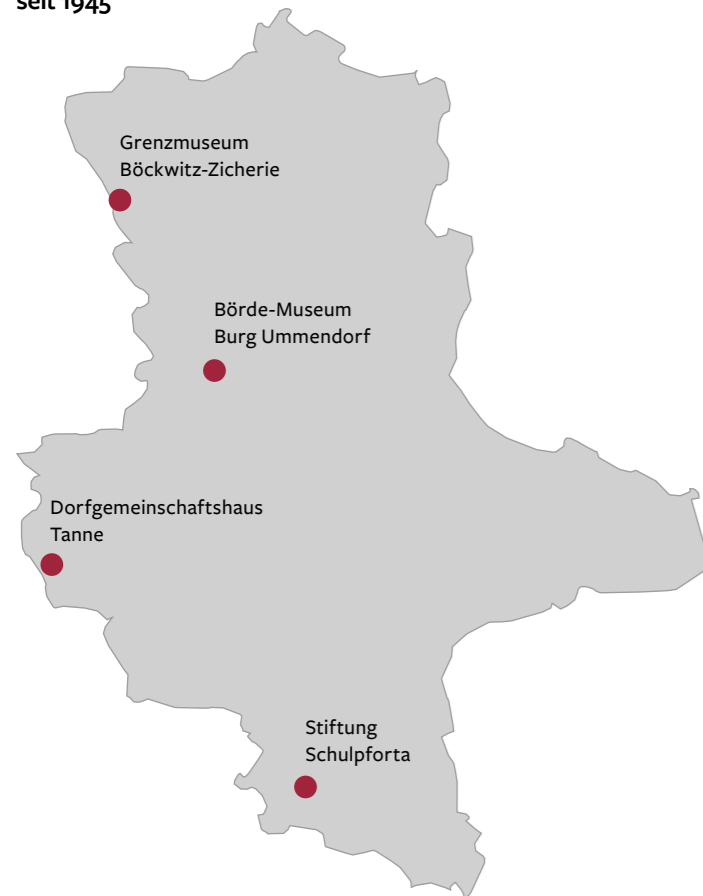 seit 1945
Grenzmuseum
Böckwitz-Zicherie
Börde-Museum
Burg Ummendorf
Dorfgemeinschaftshaus
Tanne
Stiftung
Schulpforta